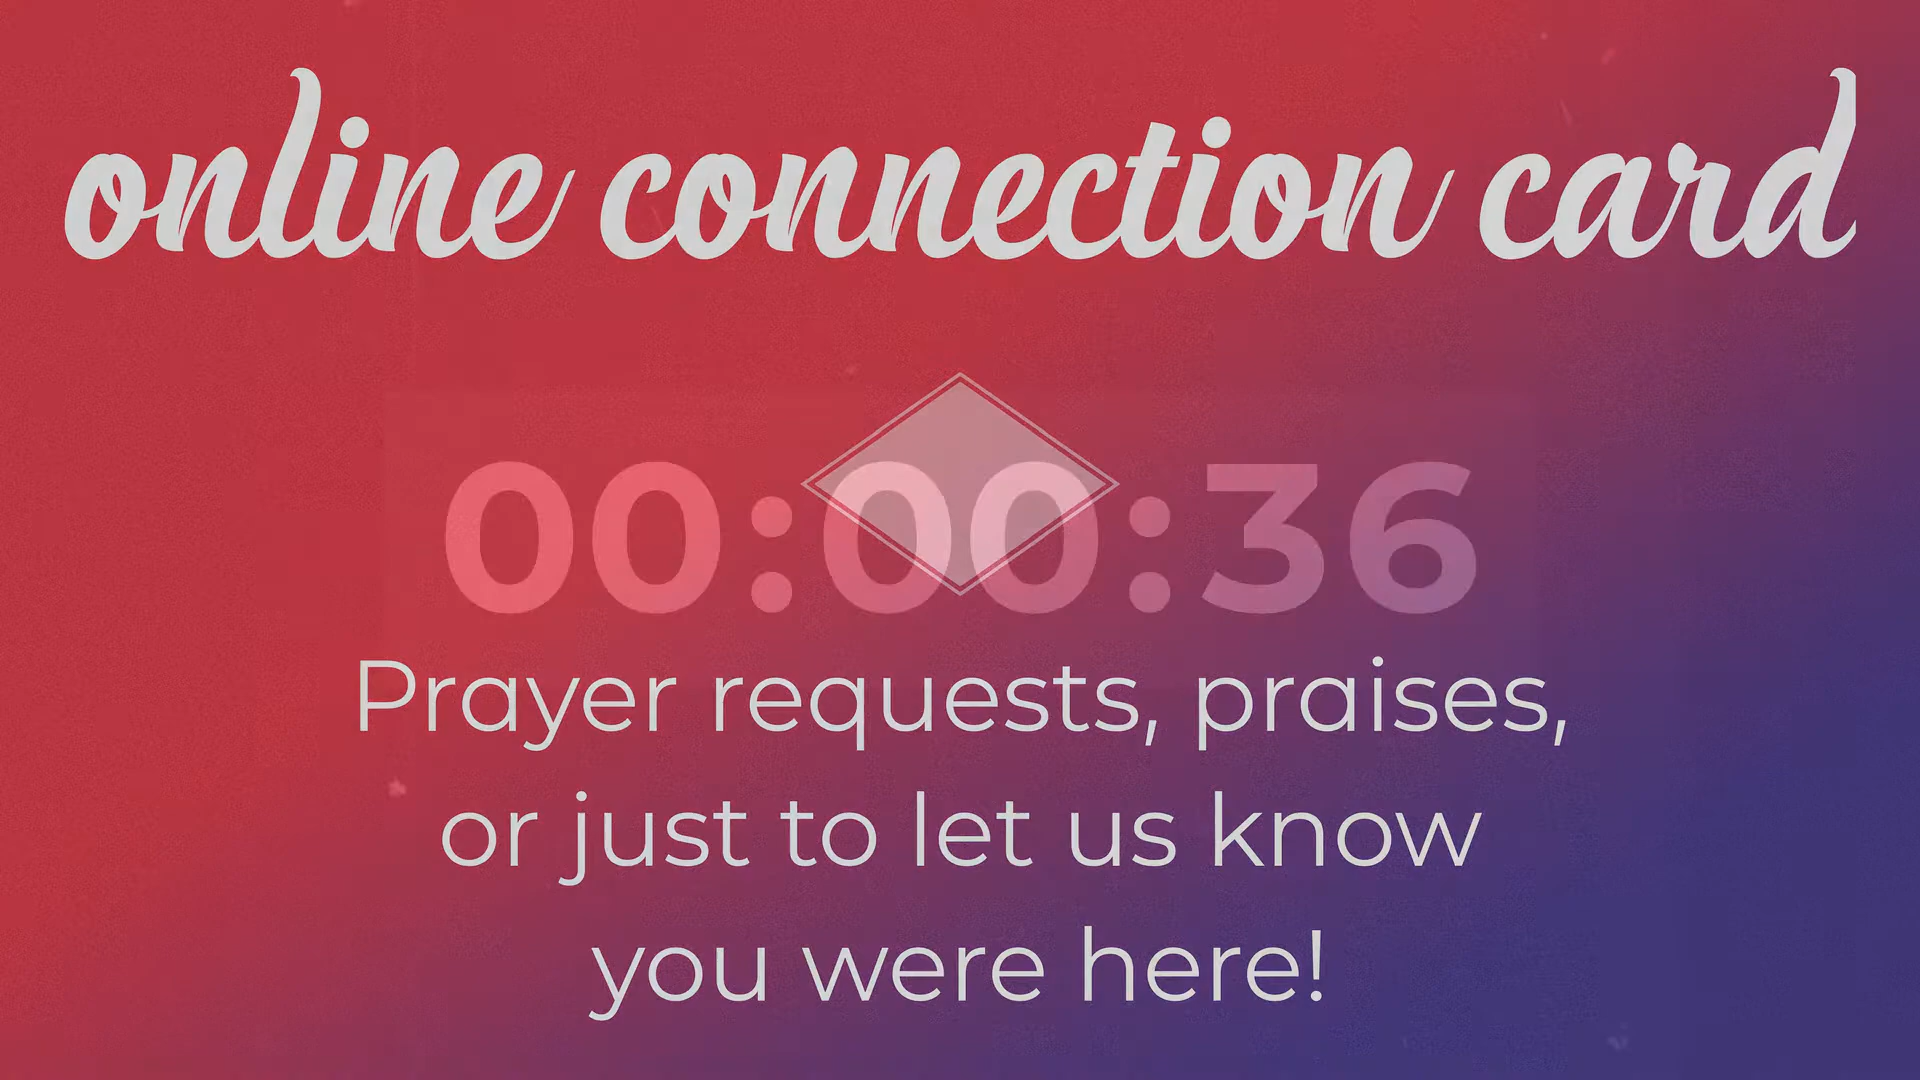 online connection card
00:00:36
Prayer requests, praises,
or just to let us know
you were here!